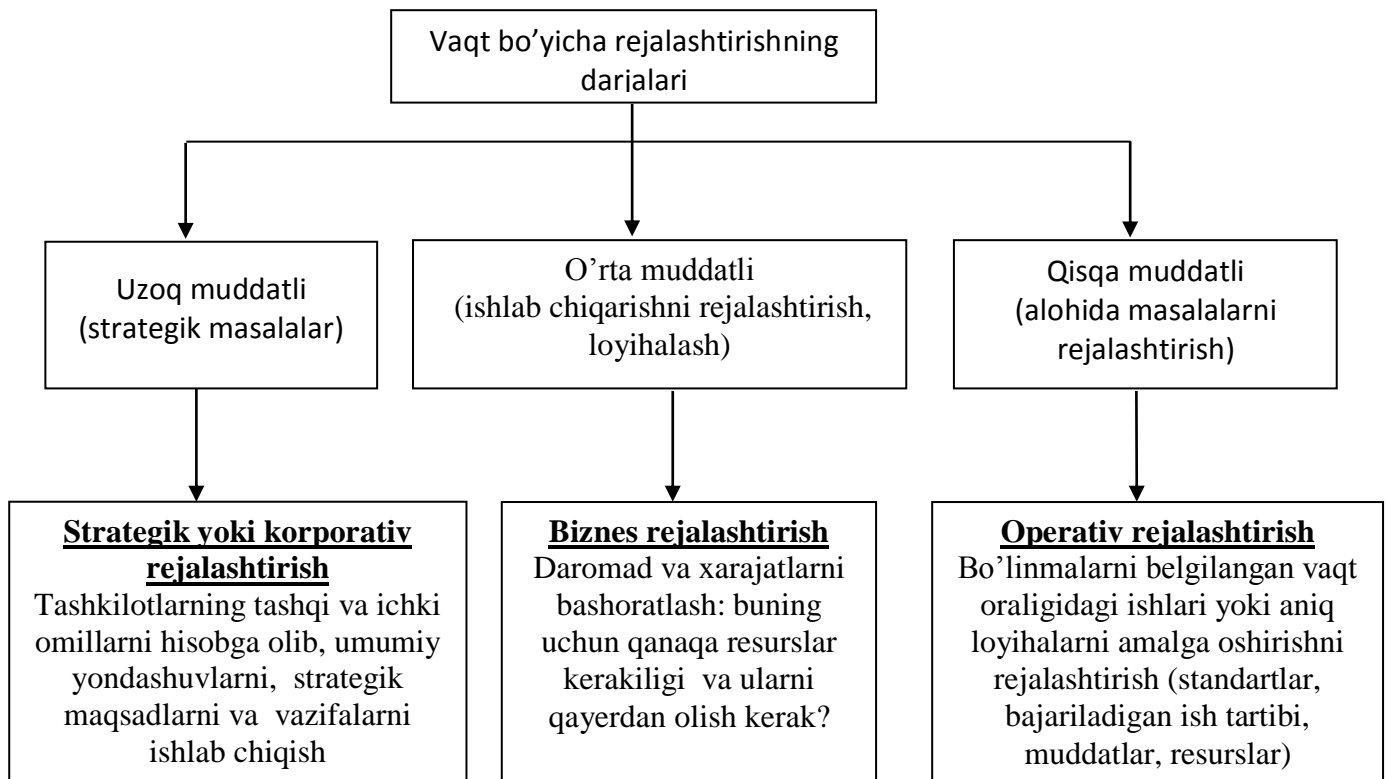 Vaqt bo’yicha rejalashtirishning
darjalari
Uzoq muddatli
(strategik masalalar)
O’rta muddatli
(ishlab chiqarishni rejalashtirish,
loyihalash)
Qisqa muddatli
(alohida masalalarni
rejalashtirish)
Strategik yoki korporativ
rejalashtirish
Tashkilotlarning tashqi va ichki
omillarni hisobga olib, umumiy
yondashuvlarni, strategik
maqsadlarni va vazifalarni
ishlab chiqish
Biznes rejalashtirish
Daromad va xarajatlarni
bashoratlash: buning
uchun qanaqa resurslar
kerakiligi va ularni
qayerdan olish kerak?
Operativ rejalashtirish
Bo’linmalarni belgilangan vaqt
oraligidagi ishlari yoki aniq
loyihalarni amalga oshirishni
rejalashtirish (standartlar,
bajariladigan ish tartibi,
muddatlar, resurslar)